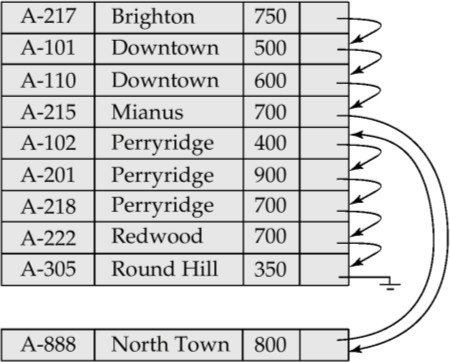 A-217 Brighton 750
A-101 Downtown 500
A-110 Downtown 600
A-215 Mianus 700
A-102 Perryridge 400
A-201 Perryridge 900
A-218 Perryridge 700
A-222 Redwood 700
A-305 Round Hill 350
A-888 North Town 800